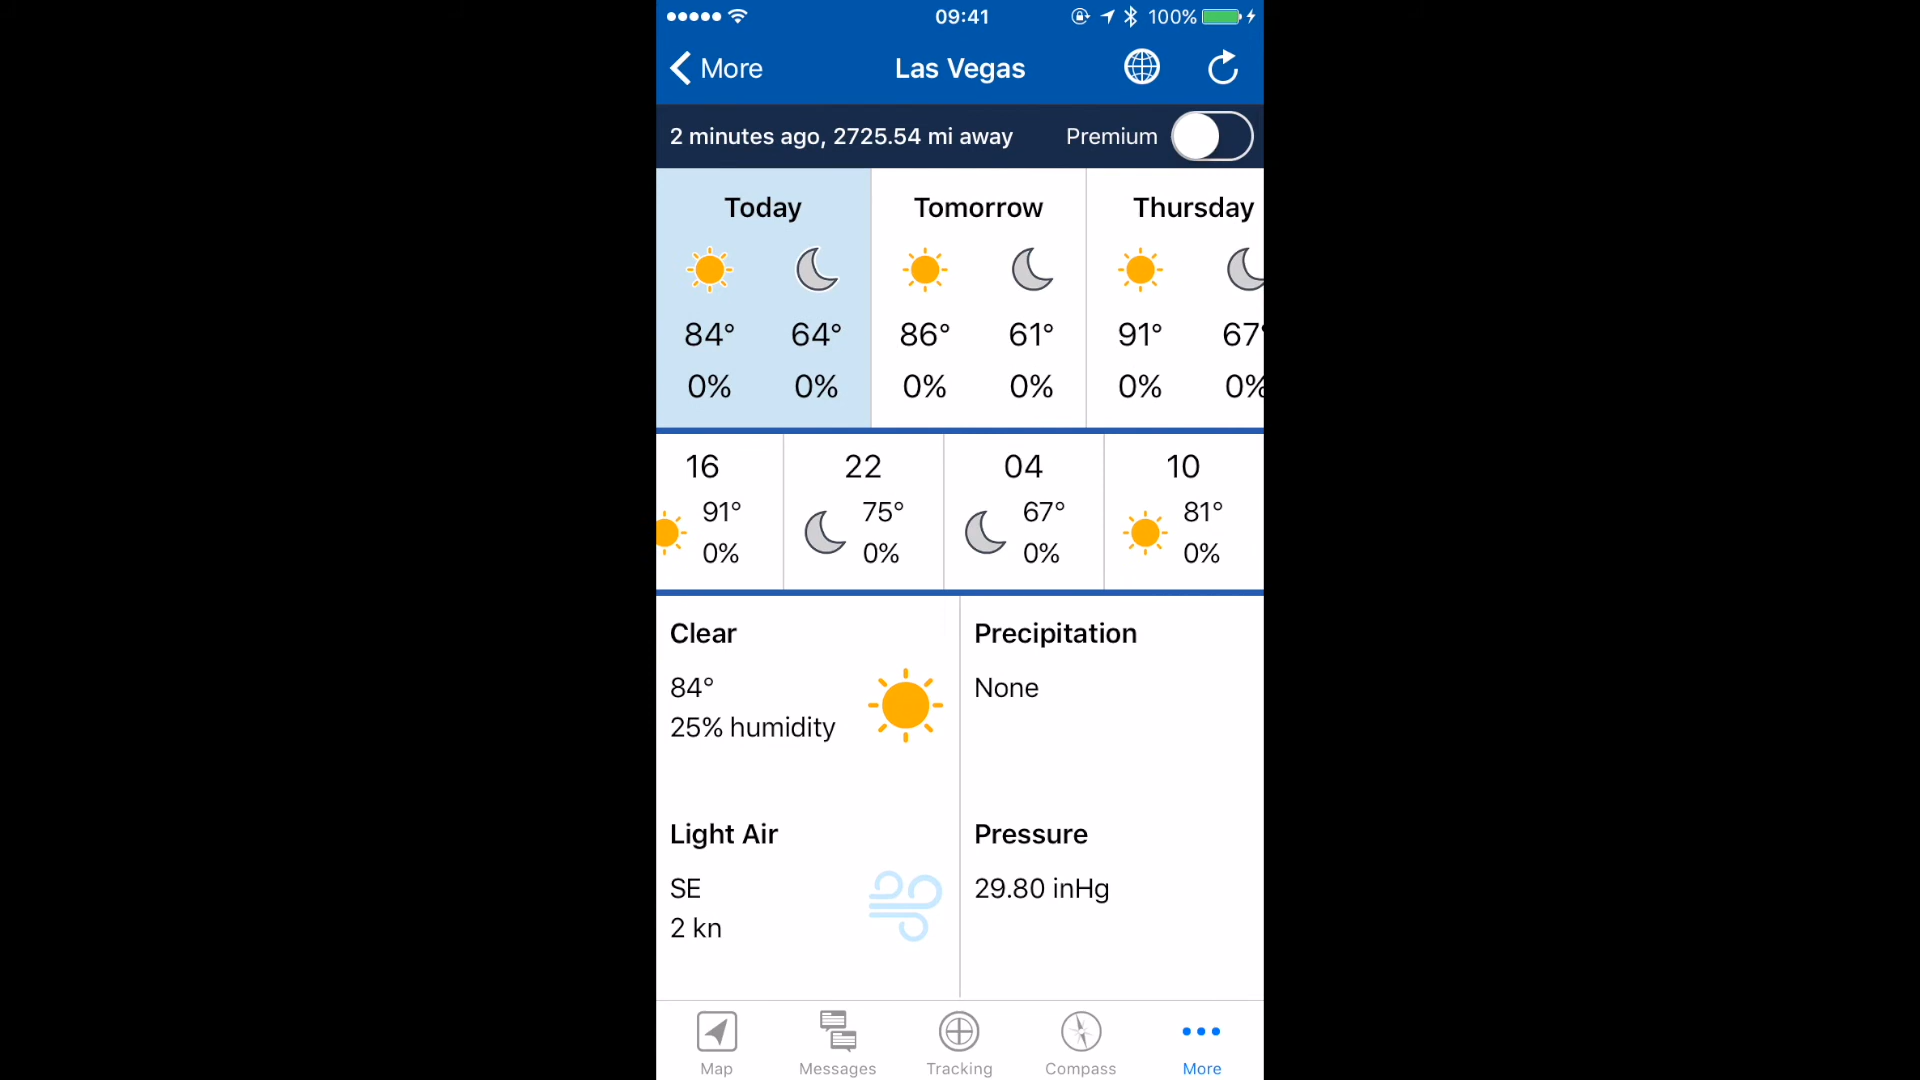 09:41
100%
More
Las Vegas
2 minutes ago, 2725.54 mi away
Premium
Today
Tomorrow
Thursday
84° 64° 86° 61° 91° 67°
0% 0% 0% 0% 0% 0%
16 22 04 10
91° 75° 67° 81°
0% 0% 0% 0%
Clear
84°
25% humidity
Precipitation
None
Light Air
SE
2 kn
Pressure
29.80 inHg
Map
Messages
Tracking
Compass
More